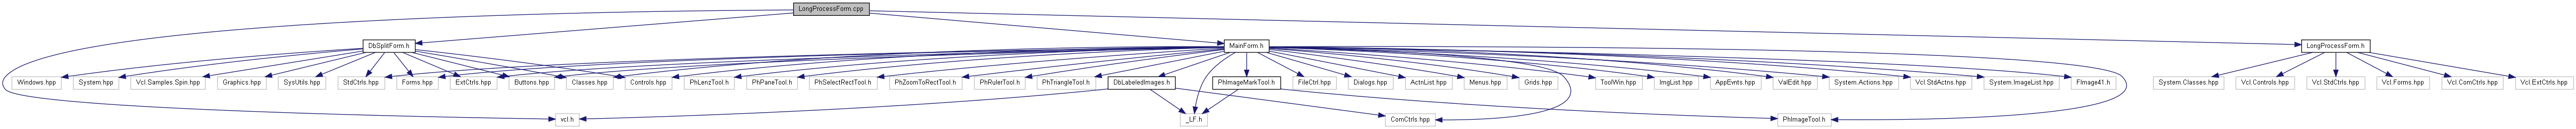 LongProcessForm.cpp
DbSplitForm.h
MainForm.h
LongProcessForm.h
Windows.hpp
System.hpp
Vcl.Samples.Spin.hpp
Graphics.hpp
SysUtils.hpp
StdCtrls.hpp
Forms.hpp
ExtCtrls.hpp
Buttons.hpp
Classes.hpp
Controls.hpp
PhLenzTool.h
PhPaneTool.h
PhSelectRectTool.h
PhZoomToRectTool.h
PhRulerTool.h
PhTriangleTool.h
DbLabeledImages.h
PhImageMarkTool.h
FileCtrl.hpp
Dialogs.hpp
ActnList.hpp
Menus.hpp
Grids.hpp
ToolWin.hpp
ImgList.hpp
AppEvnts.hpp
ValEdit.hpp
System.Actions.hpp
Vcl.StdActns.hpp
System.ImageList.hpp
FImage41.h
System.Classes.hpp
Vcl.Controls.hpp
Vcl.StdCtrls.hpp
Vcl.Forms.hpp
Vcl.ComCtrls.hpp
Vcl.ExtCtrls.hpp
vcl.h
_LF.h
ComCtrls.hpp
PhImageTool.h